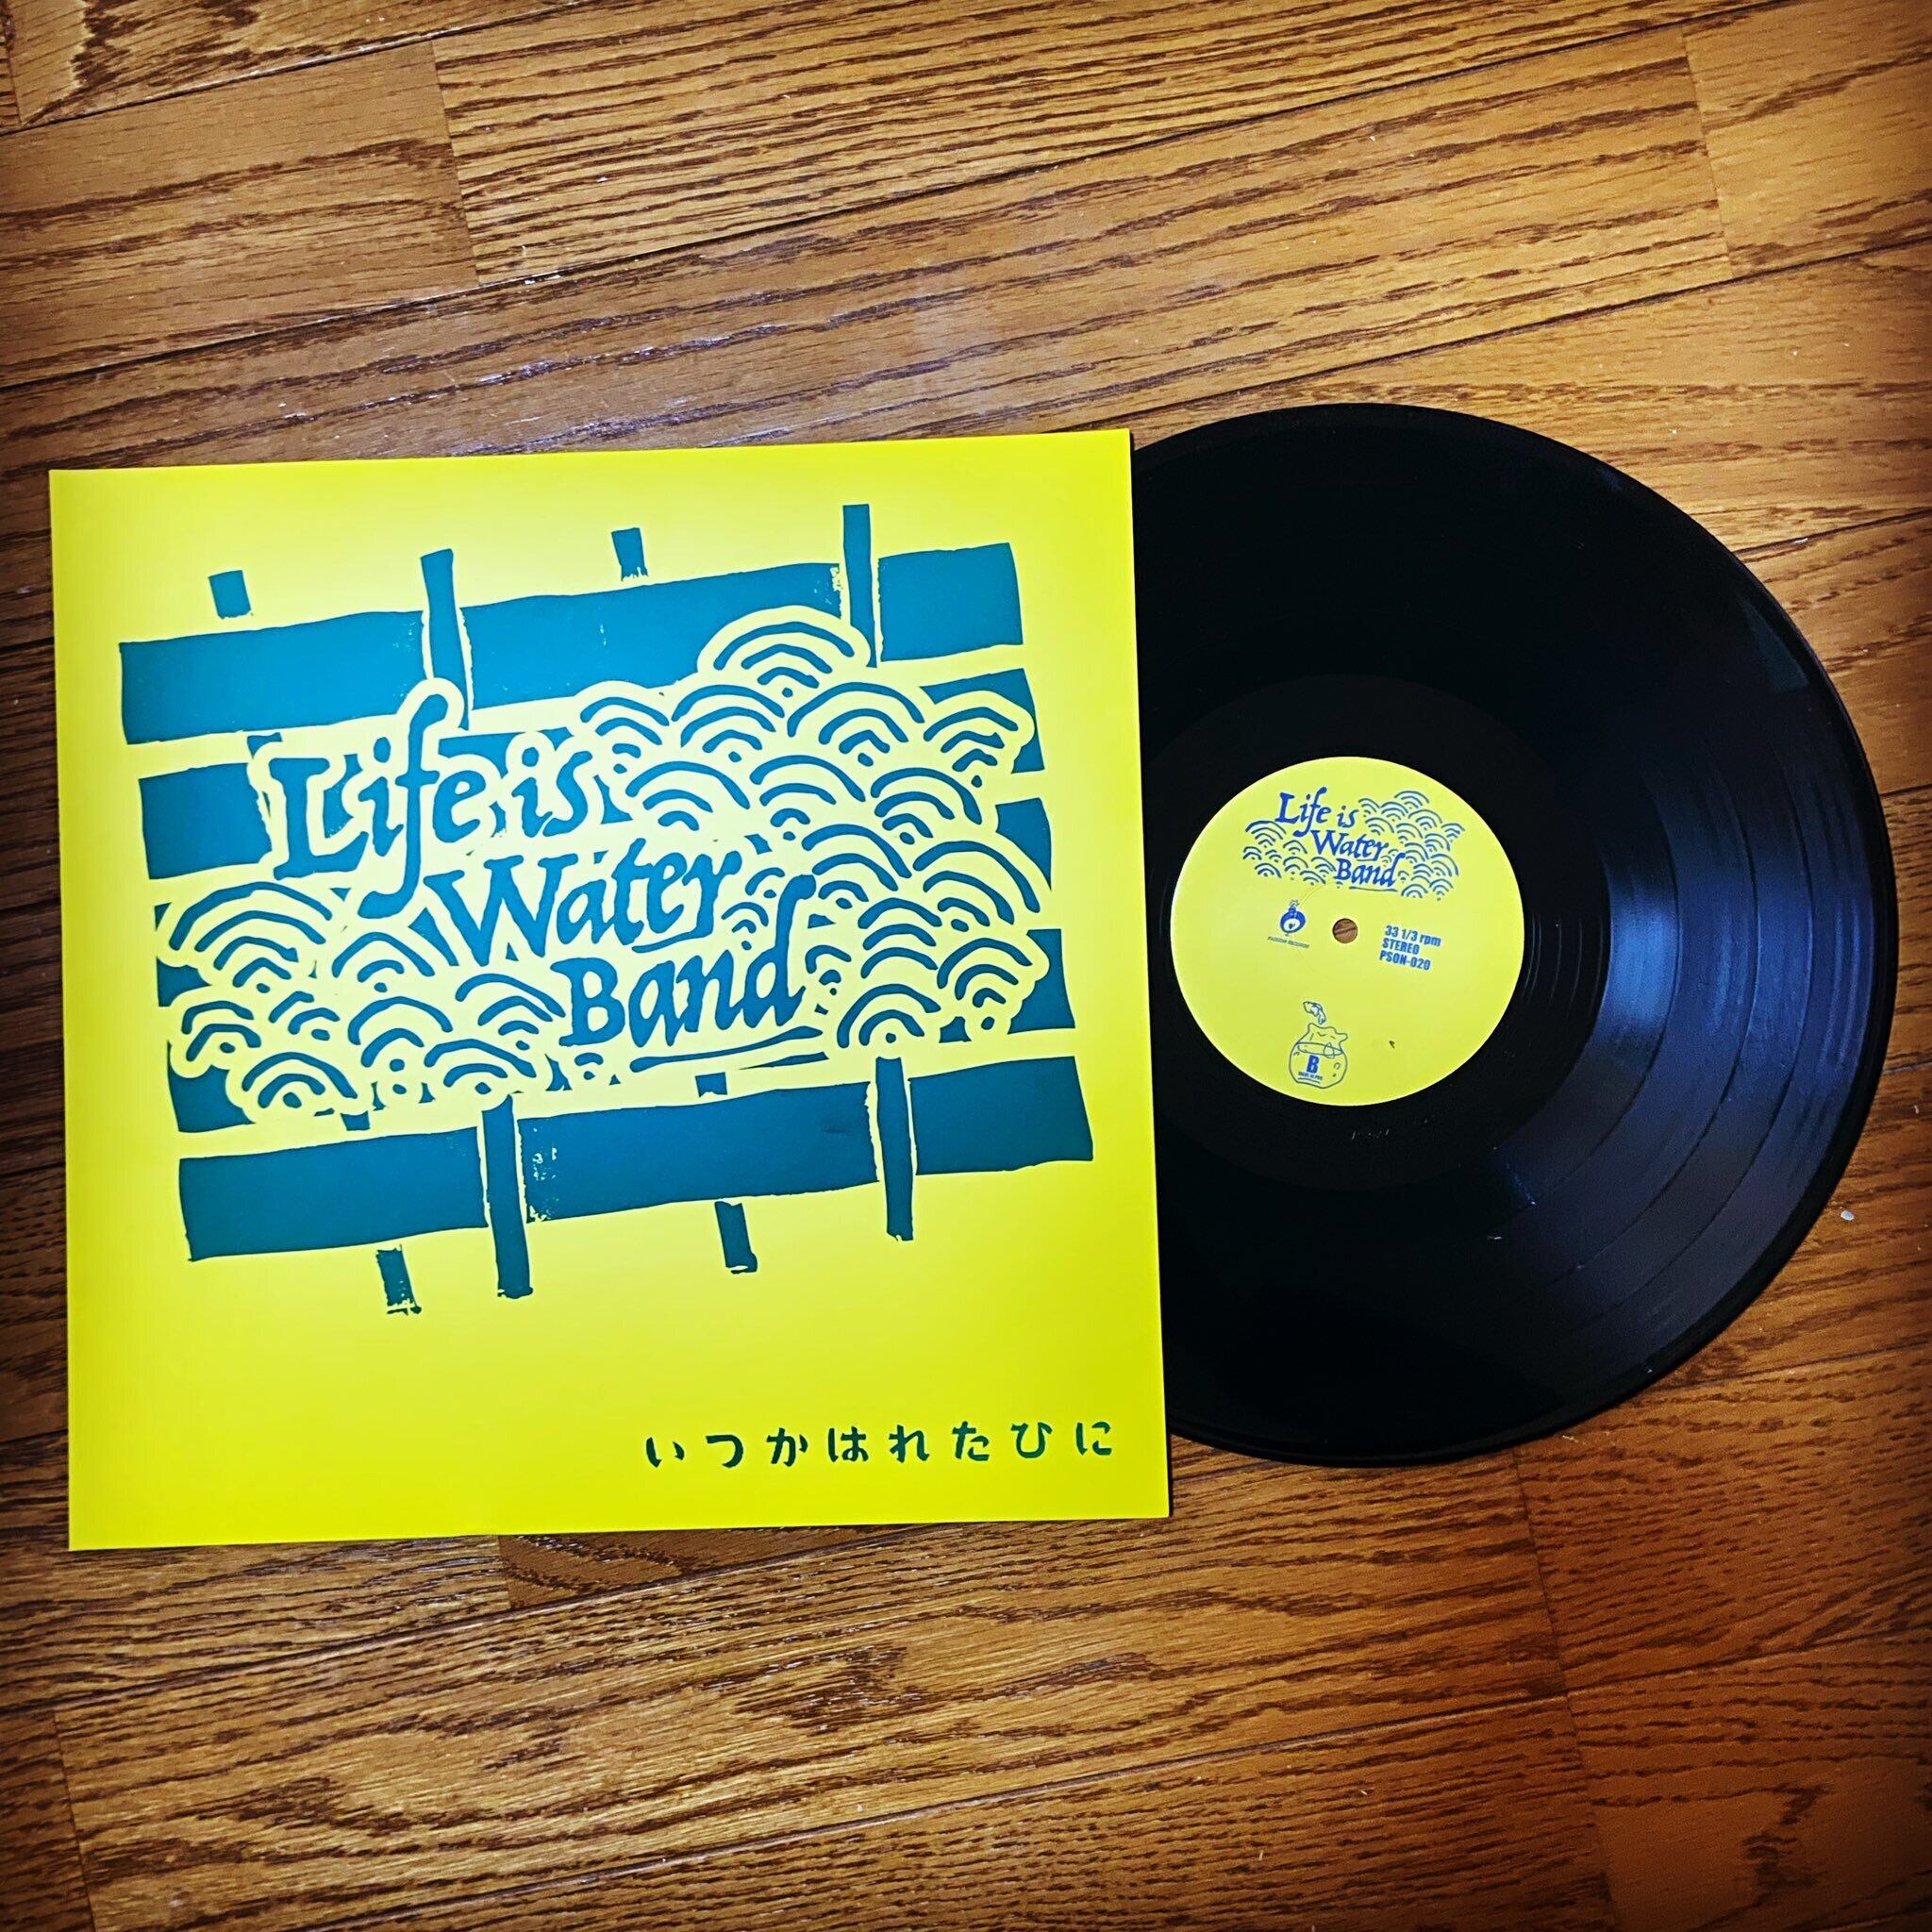 Life is
Water
Band
いつかはれたひに
Life is
Water
Band
33 1/3 rpm
STEREO
PSON-020
B